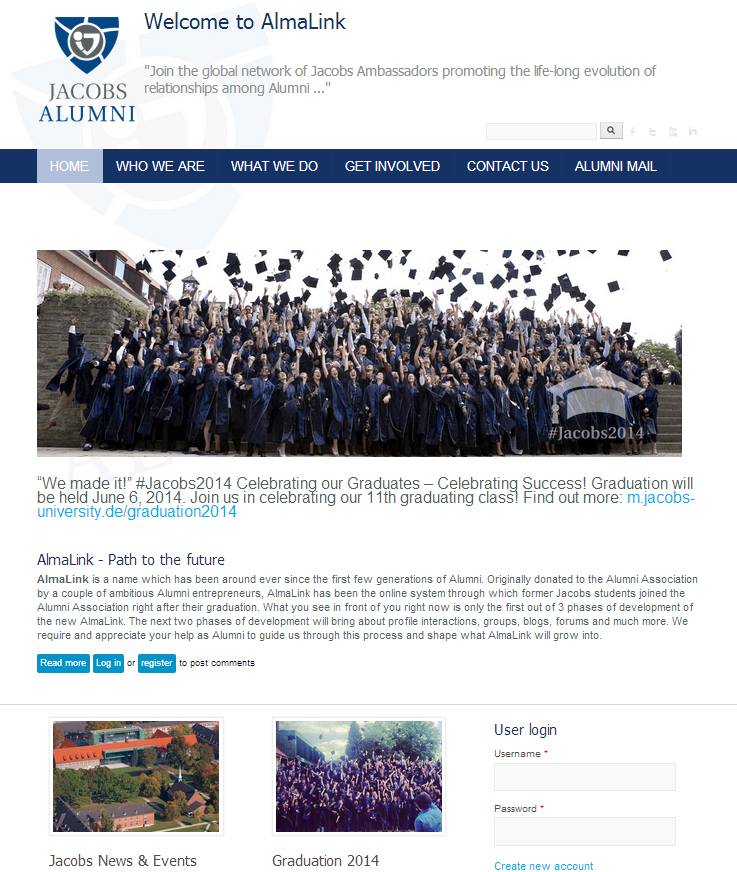 Welcome to AlmaLink
JACOBS
ALUMNI
"Join the global network of Jacobs Ambassadors promoting the life-long evolution of
relationships among Alumni ..."
HOME
WHO WE ARE
WHAT WE DO
GET INVOLVED
CONTACT US
ALUMNI MAIL
#Jacobs2014
“We made it!” #Jacobs2014 Celebrating our Graduates – Celebrating Success! Graduation will
be held June 6, 2014. Join us in celebrating our 11th graduating class! Find out more: m.jacobs-
university.de/graduation2014
AlmaLink - Path to the future
AlmaLink is a name which has been around ever since the first few generations of Alumni. Originally donated to the Alumni Association
by a couple of ambitious Alumni entrepreneurs, AlmaLink has been the online system through which former Jacobs students joined the
Alumni Association right after their graduation. What you see in front of you right now is only the first out of 3 phases of development of
the new AlmaLink. The next two phases of development will bring about profile interactions, groups, blogs, forums and much more. We
require and appreciate your help as Alumni to guide us through this process and shape what AlmaLink will grow into.
Read more Log in or register to post comments
Jacobs News & Events
Graduation 2014
User login
Username *
Password *
Create new account